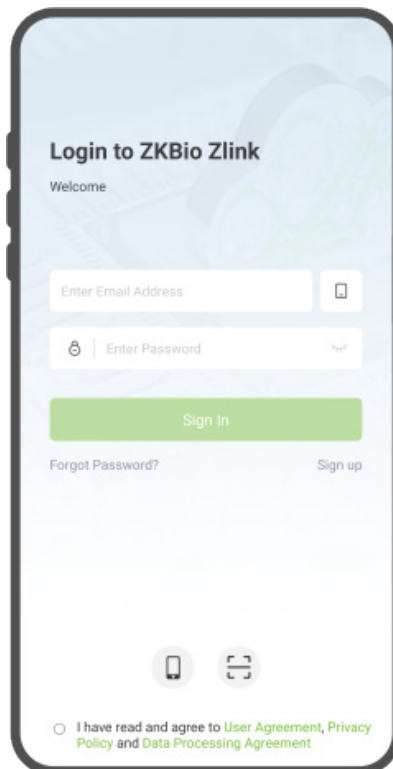 Login to ZKBio Zlink
Welcome
Enter Email Address
Enter Password
Sign In
Forgot Password? Sign up
I have read and agree to User Agreement, Privacy
Policy and Data Processing Agreement